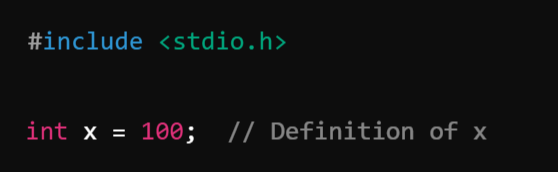 #include <stdio.h>
int x = 100;  // Definition of x